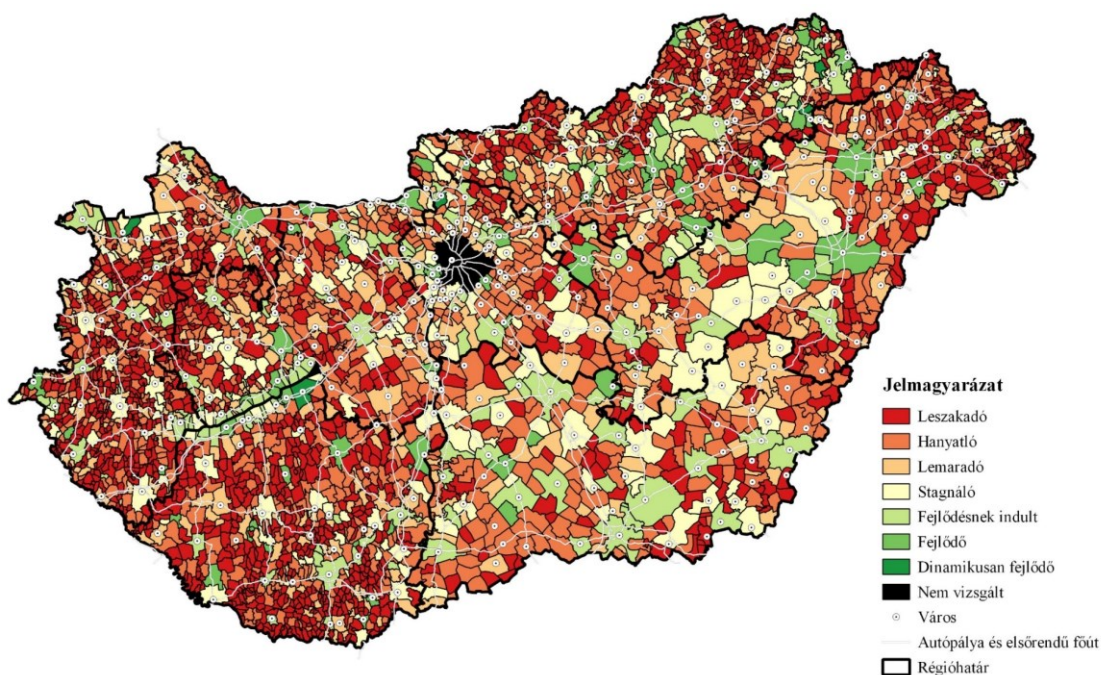 Jelmagyarázat
Leszakadó
Hanyatló
Lemaradó
Stagnáló
Fejlődésnek indult
Fejlődő
Dinamikusan fejlődő
Nem vizsgált
Város
Autópálya és elsőrendű főút
Régióhatár